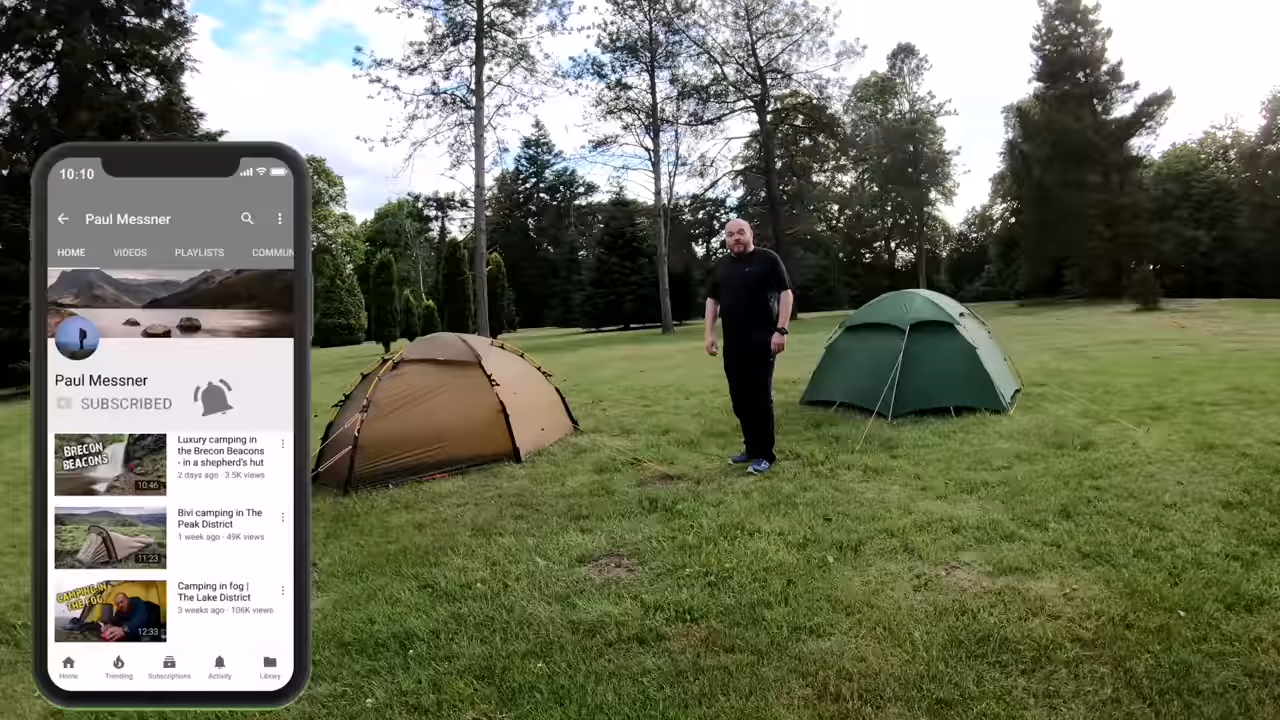 10:10
Paul Messner
HOME VIDEOS PLAYLISTS COMMUN
Paul Messner
SUBSCRIBED
BRECON
BEACONS
10:46
Luxury camping in
the Brecon Beacons
- in a shepherd's hut
2 days ago · 3.5K views
11:23
Bivi camping in The
Peak District
1 week ago · 49K views
CAMPING IN
THE FOG
12:33
Camping in fog |
The Lake District
3 weeks ago · 106K views
Home Trending Subscriptions Activity Library